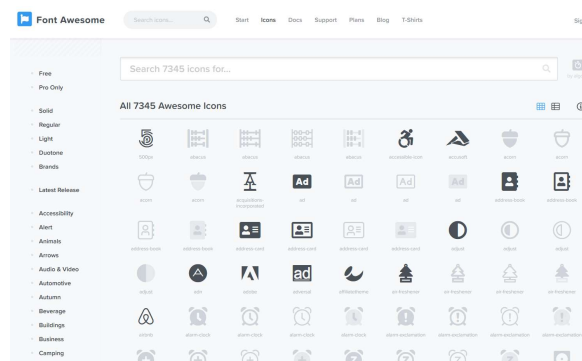 Font Awesome
Search icons...
Start Icons Docs Support Plans Blog T-Shirts
Free
Pro Only
Search 7345 icons for...
Solid
Regular
Light
Duotone
Brands
Latest Release
Accessibility
Alert
Animals
Arrows
Audio & Video
Automotive
Autumn
Beverage
Buildings
Business
Camping
All 7345 Awesome Icons
500px abacus abacus abacus abacus accessible-icon accusoft acorn acorn
acorn acorn acquisitions-incorporated ad ad ad ad address-book address-book
address-book address-book address-card address-card address-card address-card adjust adjust adjust
adjust adn adobe adversal affiliatetheme air-freshener air-freshener air-freshener air-freshener
airbnb alarm-clock alarm-clock alarm-clock alarm-clock alarm-exclamation alarm-exclamation alarm-exclamation alarm-exclamation